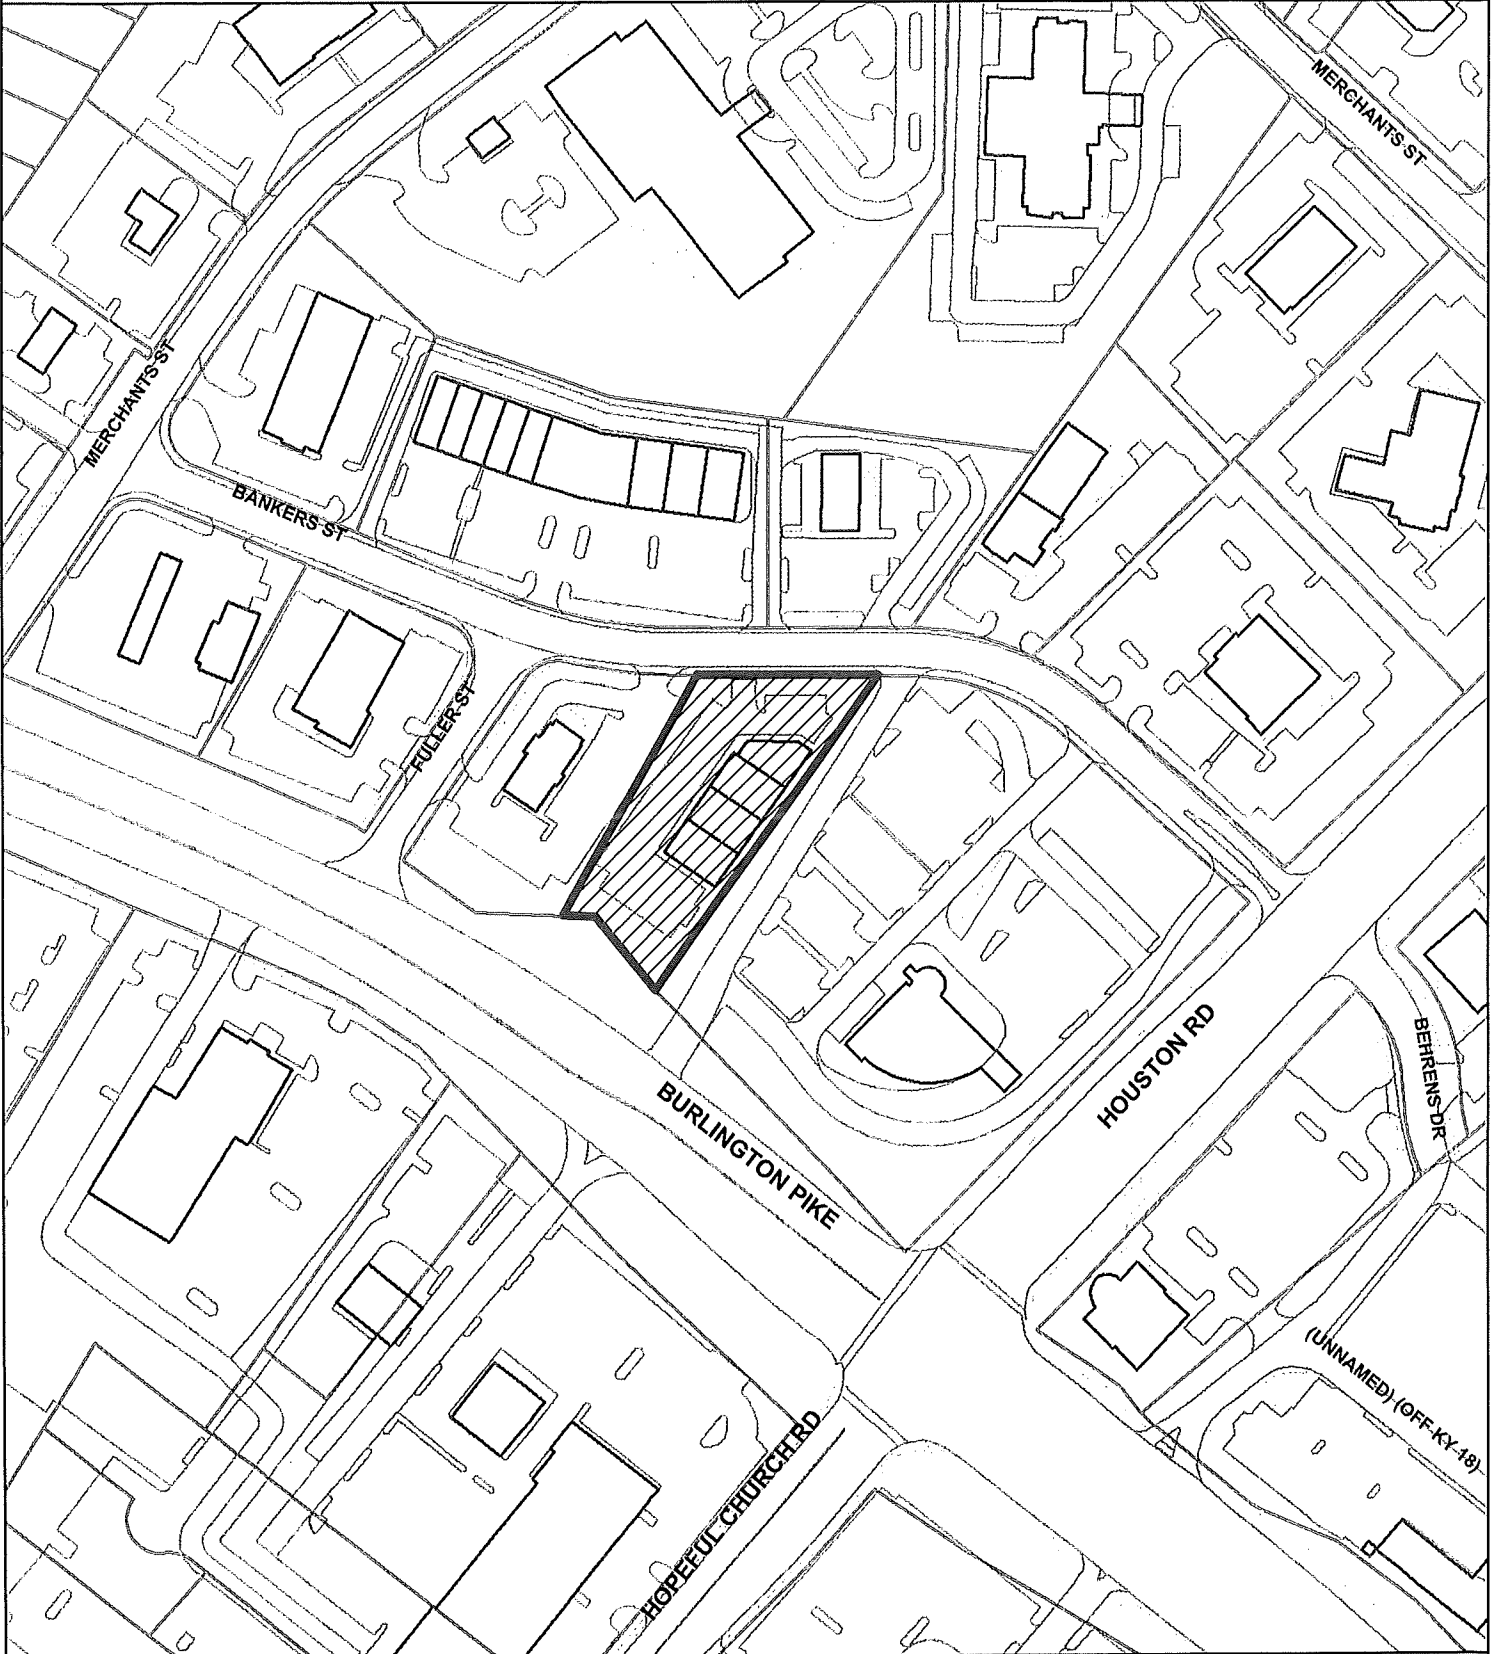 MERCHANTS ST
MERCHANTS ST
BANKERS ST
FULLER ST
HOUSTON RD
BEHRENS DR
BURLINGTON PIKE
(UNNAMED) (OFF-KY-18)
HOPEFUL CHURCH RD